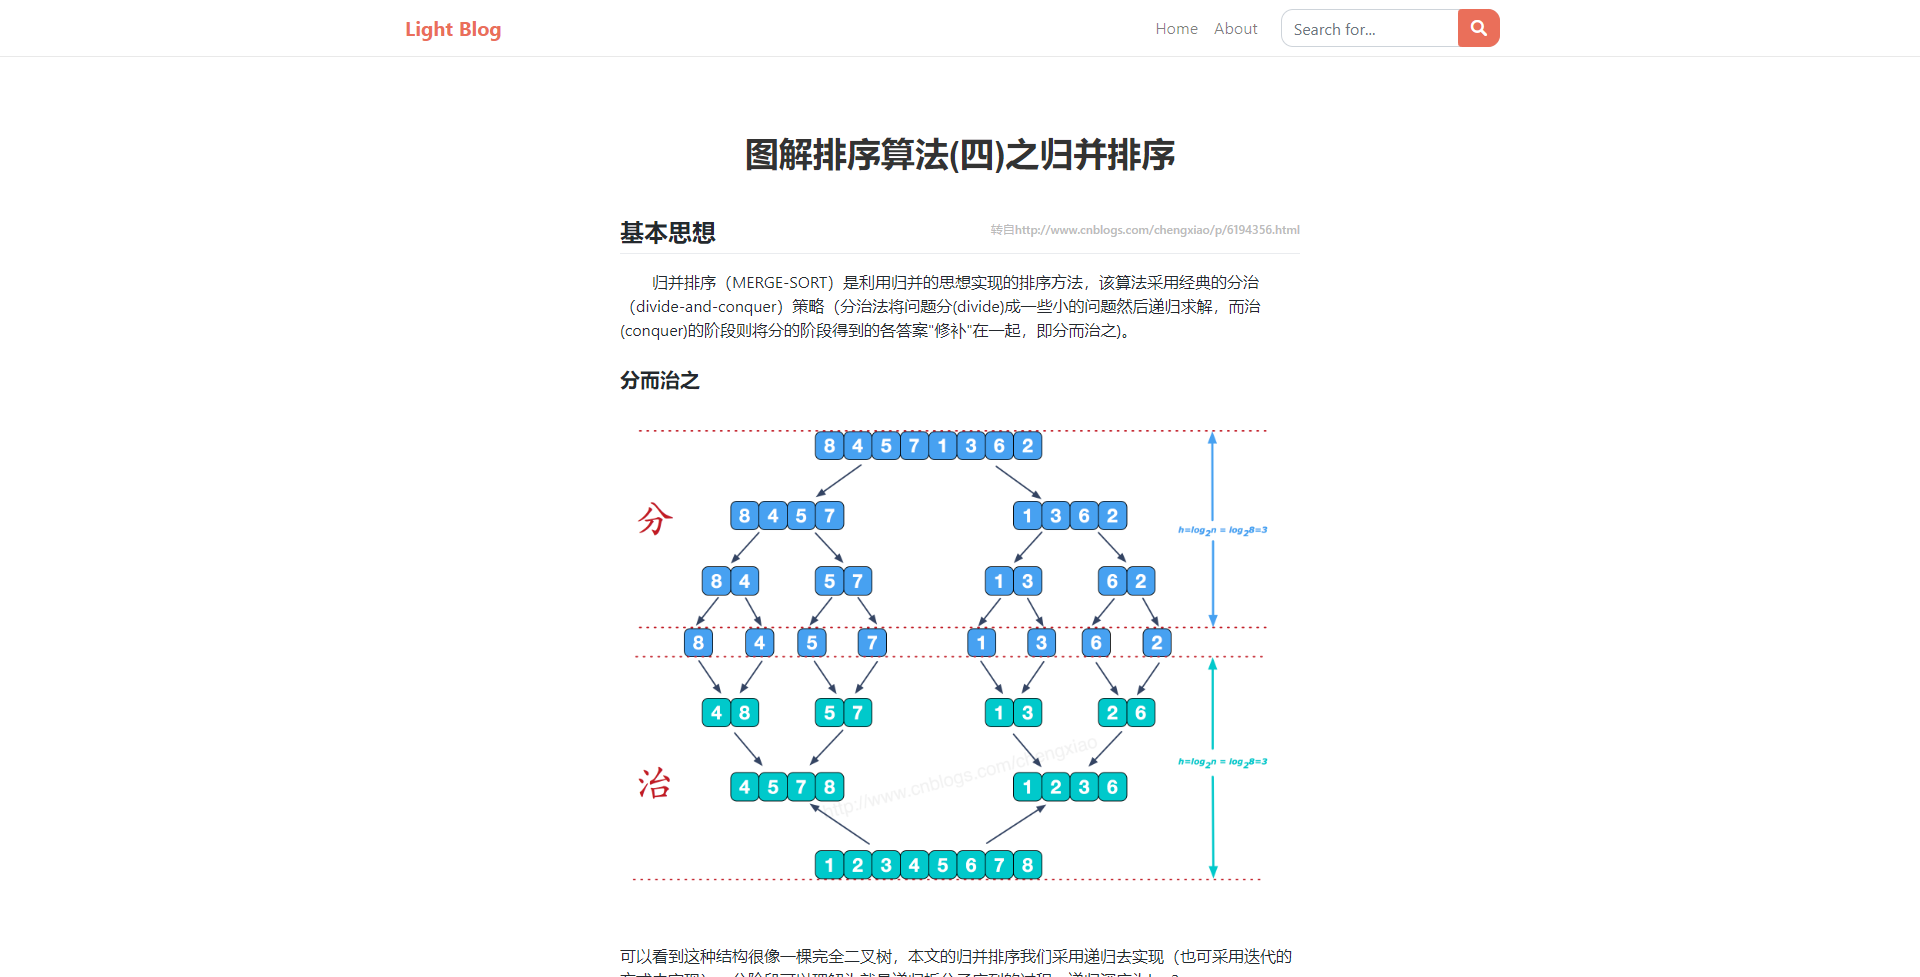 Light Blog
Home About Search for...
图解排序算法(四)之归并排序
基本思想
转自http://www.cnblogs.com/chengxiao/p/6194356.html
归并排序（MERGE-SORT）是利用归并的思想实现的排序方法，该算法采用经典的分治
（divide-and-conquer）策略（分治法将问题分(divide)成一些小的问题然后递归求解，而治
(conquer)的阶段则将分的阶段得到的各答案"修补"在一起，即分而治之)。
分而治之
8 4 5 7 1 3 6 2
分
8 4 5 7 1 3 6 2
h=log2n = log28=3
8 4 5 7 1 3 6 2
8 4 5 7 1 3 6 2
4 8 5 7 1 3 2 6
http://www.cnblogs.com/chengxiao
h=log2n = log28=3
治
4 5 7 8 1 2 3 6
1 2 3 4 5 6 7 8
可以看到这种结构很像一棵完全二叉树，本文的归并排序我们采用递归去实现（也可采用迭代的